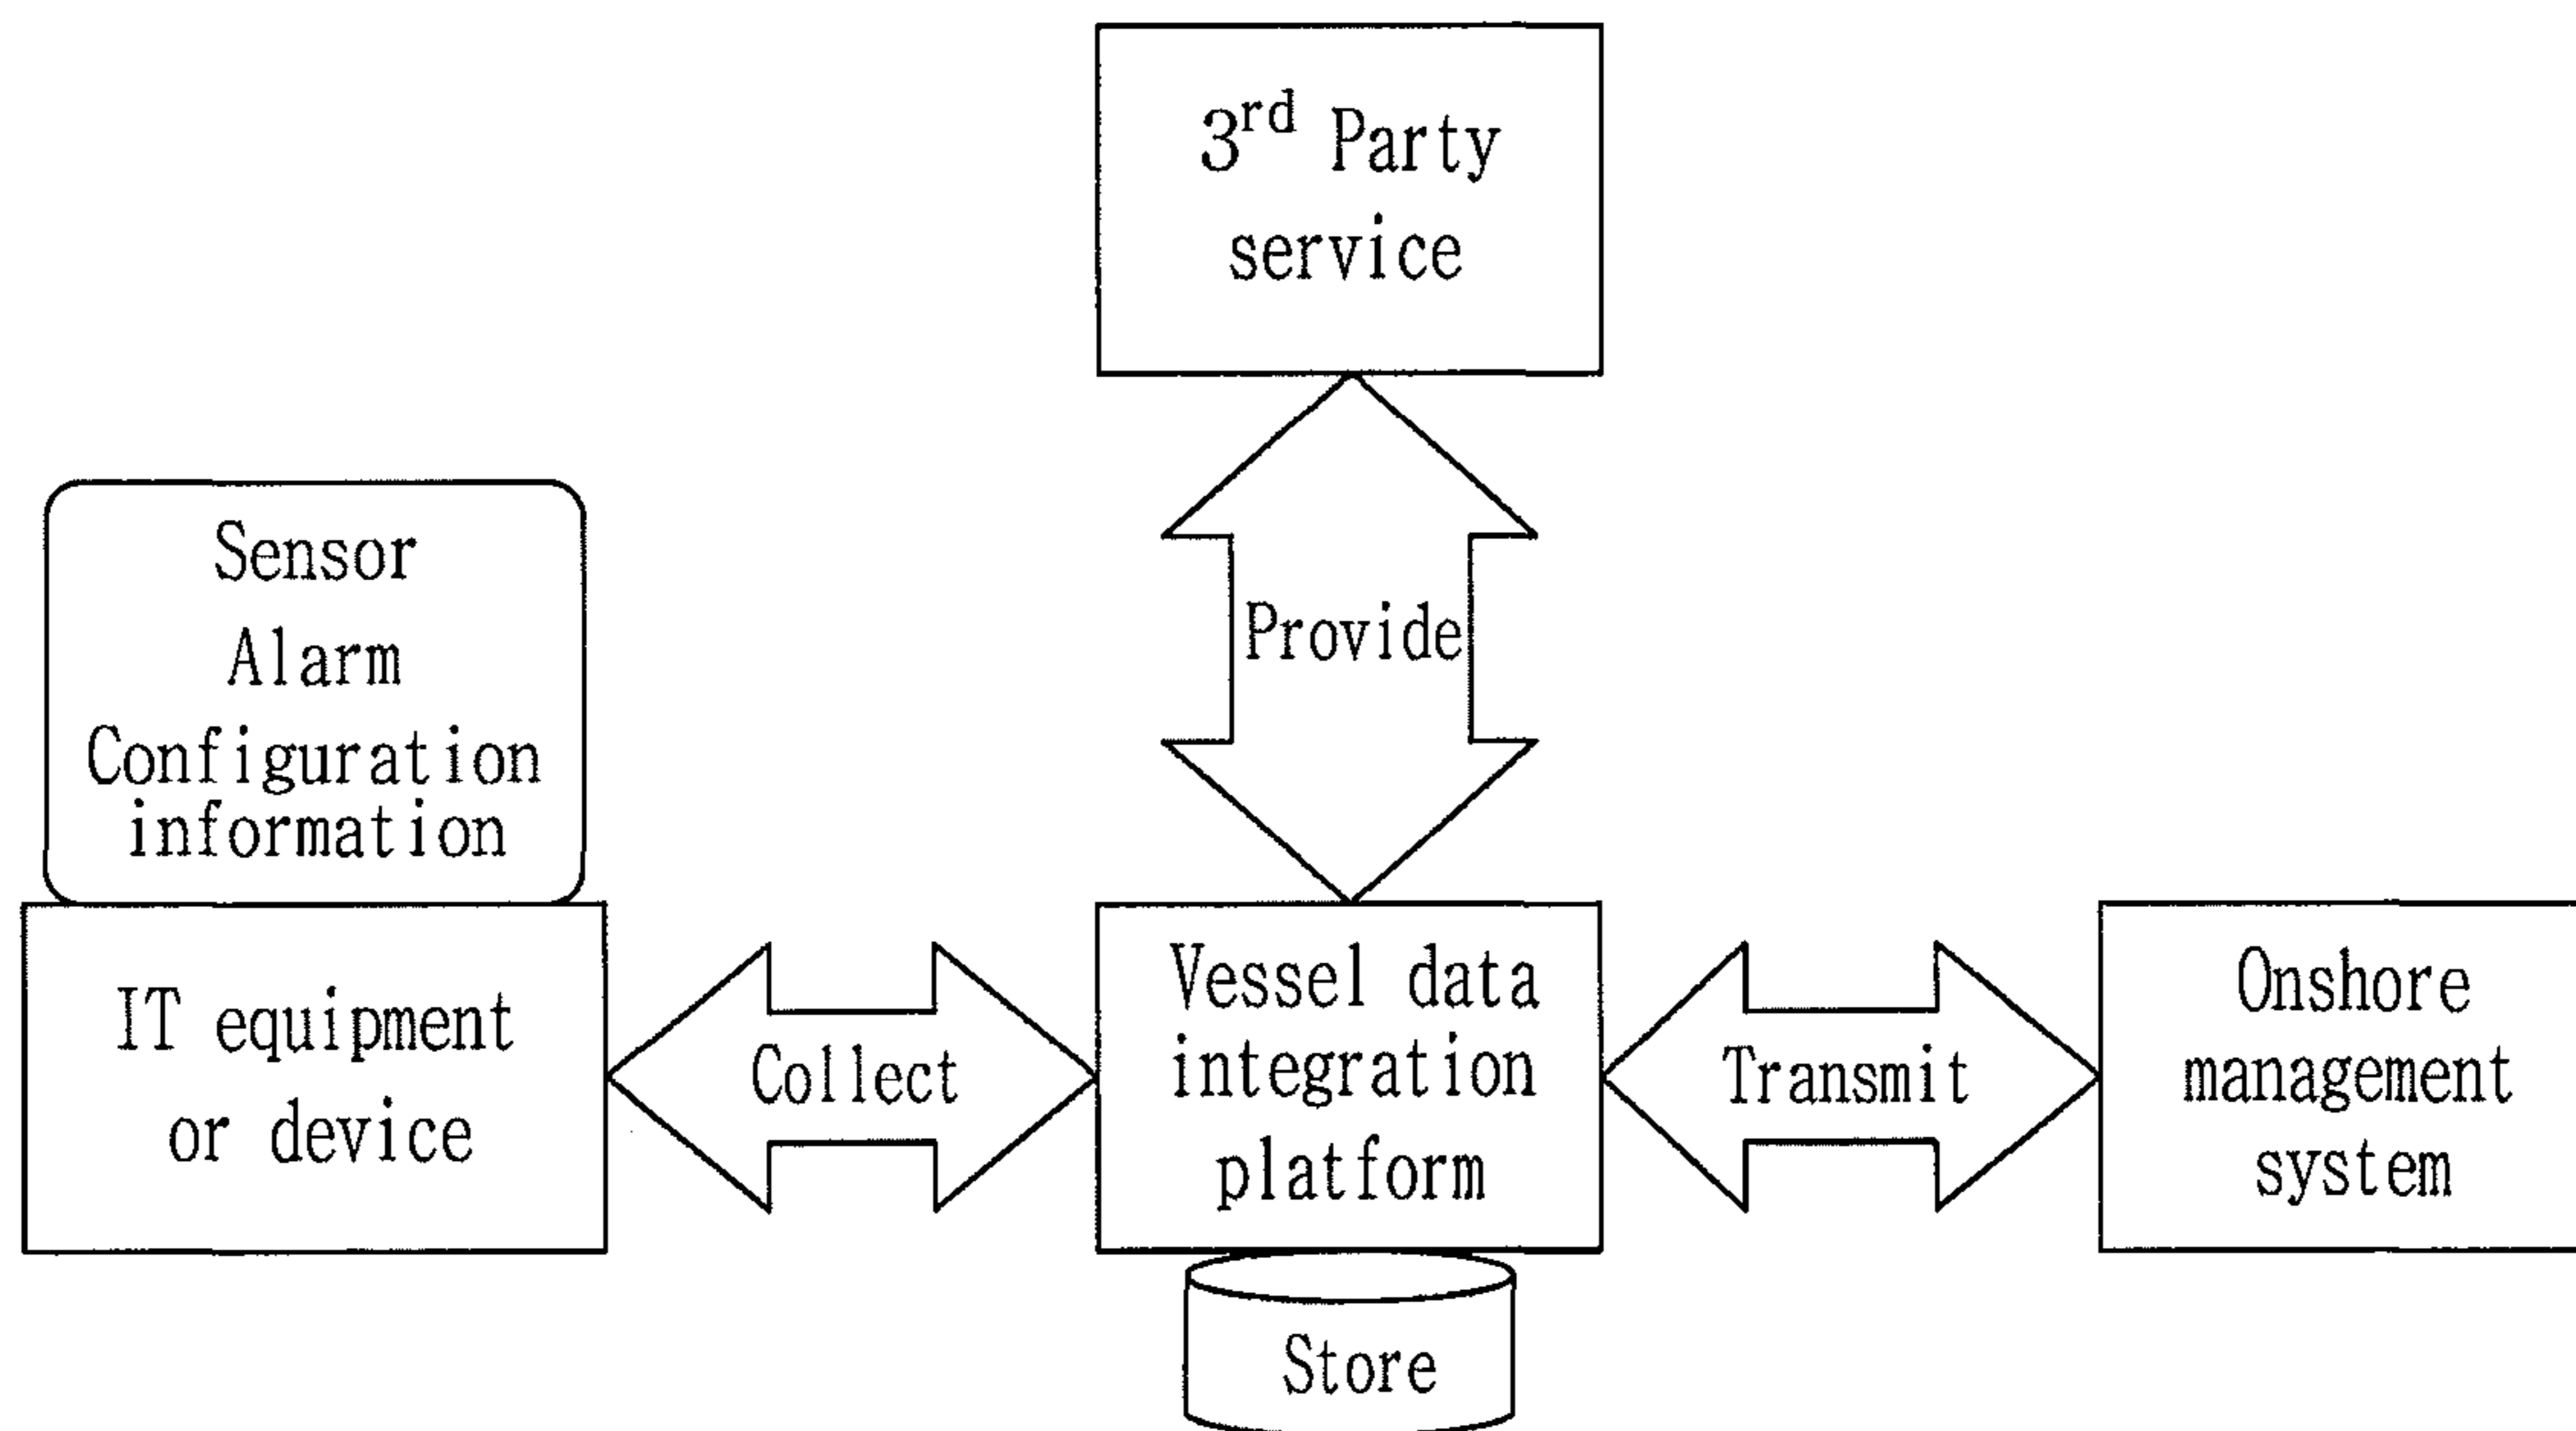 3rd Party
service
Provide
Sensor
Alarm
Configuration
information
IT equipment
or device
Collect
Vessel data
integration
platform
Transmit
Onshore
management
system
Store